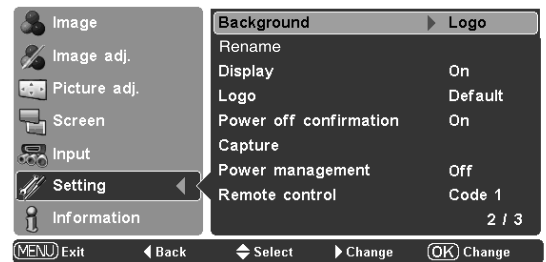 Image
Image adj.
Picture adj.
Screen
Input
Setting
Information
Background Logo
Rename
Display On
Logo Default
Power off confirmation On
Capture
Power management Off
Remote control Code 1
2 / 3
MENU Exit Back Select Change OK Change